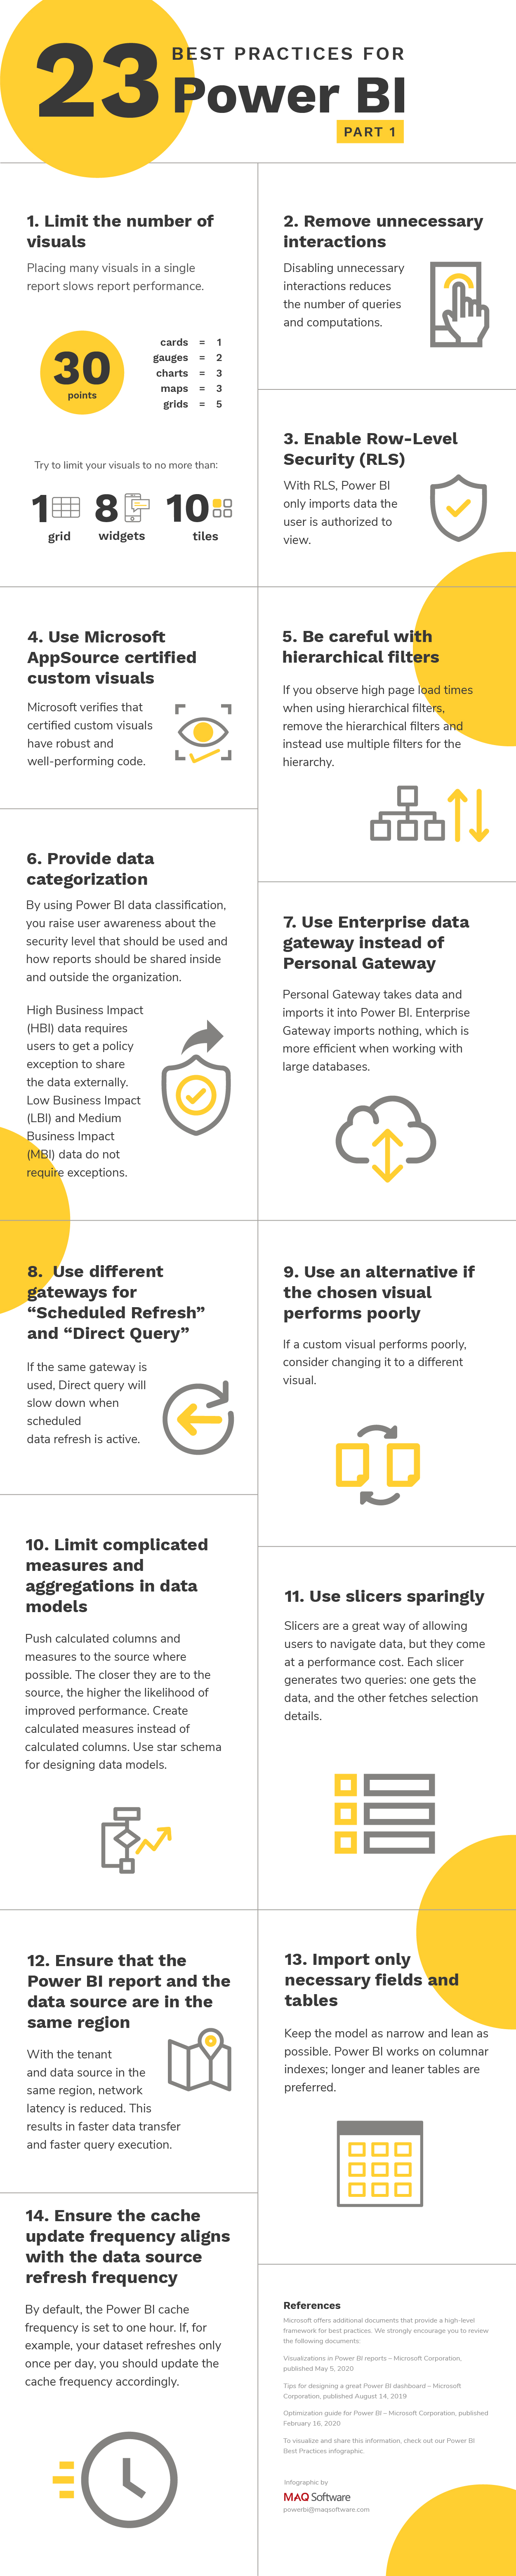 23
BEST PRACTICES FOR
Power BI
PART 1
1. Limit the number of
visuals
Placing many visuals in a single
report slows report performance.
30
points
cards = 1
gauges = 2
charts = 3
maps = 3
grids = 5
Try to limit your visuals to no more than:
1 8 10
grid widgets tiles
2. Remove unnecessary
interactions
Disabling unnecessary
interactions reduces
the number of queries
and computations.
3. Enable Row-Level
Security (RLS)
With RLS, Power BI
only imports data the
user is authorized to
view.
4. Use Microsoft
AppSource certified
custom visuals
Microsoft verifies that
certified custom visuals
have robust and
well-performing code.
5. Be careful with
hierarchical filters
If you observe high page load times
when using hierarchical filters,
remove the hierarchical filters and
instead use multiple filters for the
hierarchy.
6. Provide data
categorization
By using Power BI data classification,
you raise user awareness about the
security level that should be used and
how reports should be shared inside
and outside the organization.
High Business Impact
(HBI) data requires
users to get a policy
exception to share
the data externally.
Low Business Impact
(LBI) and Medium
Business Impact
(MBI) data do not
require exceptions.
7. Use Enterprise data
gateway instead of
Personal Gateway
Personal Gateway takes data and
imports it into Power BI. Enterprise
Gateway imports nothing, which is
more efficient when working with
large databases.
8. Use different
gateways for
“Scheduled Refresh”
and “Direct Query”
If the same gateway is
used, Direct query will
slow down when
scheduled
data refresh is active.
9. Use an alternative if
the chosen visual
performs poorly
If a custom visual performs poorly,
consider changing it to a different
visual.
10. Limit complicated
measures and
aggregations in data
models
Push calculated columns and
measures to the source where
possible. The closer they are to the
source, the higher the likelihood of
improved performance. Create
calculated measures instead of
calculated columns. Use star schema
for designing data models.
11. Use slicers sparingly
Slicers are a great way of allowing
users to navigate data, but they come
at a performance cost. Each slicer
generates two queries: one gets the
data, and the other fetches selection
details.
12. Ensure that the
Power BI report and the
data source are in the
same region
With the tenant
and data source in the
same region, network
latency is reduced. This
results in faster data transfer
and faster query execution.
13. Import only
necessary fields and
tables
Keep the model as narrow and lean as
possible. Power BI works on columnar
indexes; longer and leaner tables are
preferred.
14. Ensure the cache
update frequency aligns
with the data source
refresh frequency
By default, the Power BI cache
frequency is set to one hour. If, for
example, your dataset refreshes only
once per day, you should update the
cache frequency accordingly.
References
Microsoft offers additional documents that provide a high-level
framework for best practices. We strongly encourage you to review
the following documents:
Visualizations in Power BI reports – Microsoft Corporation,
published May 5, 2020
Tips for designing a great Power BI dashboard – Microsoft
Corporation, published August 14, 2019
Optimization guide for Power BI – Microsoft Corporation, published
February 16, 2020
To visualize and share this information, check out our Power BI
Best Practices infographic.
Infographic by
MAQ Software
powerbi@maqsoftware.com